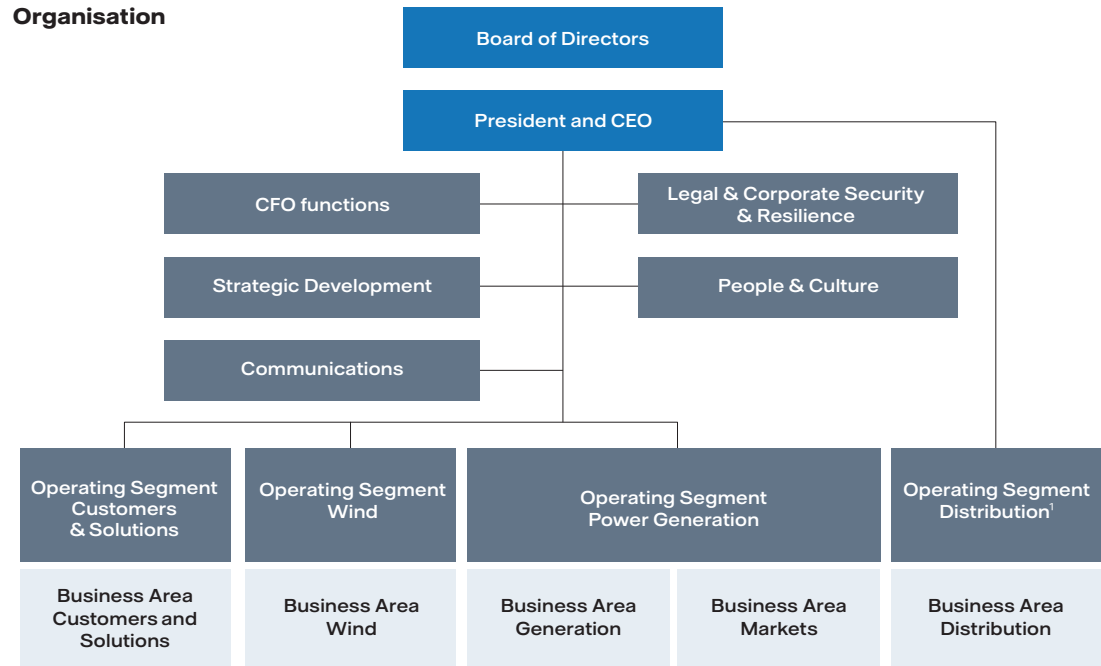 Organisation
Board of Directors
President and CEO
CFO functions
Legal & Corporate Security
& Resilience
Strategic Development
People & Culture
Communications
Operating Segment
Customers
& Solutions
Operating Segment
Wind
Operating Segment
Power Generation
Operating Segment
Distribution¹
Business Area
Customers and
Solutions
Business Area
Wind
Business Area
Generation
Business Area
Markets
Business Area
Distribution